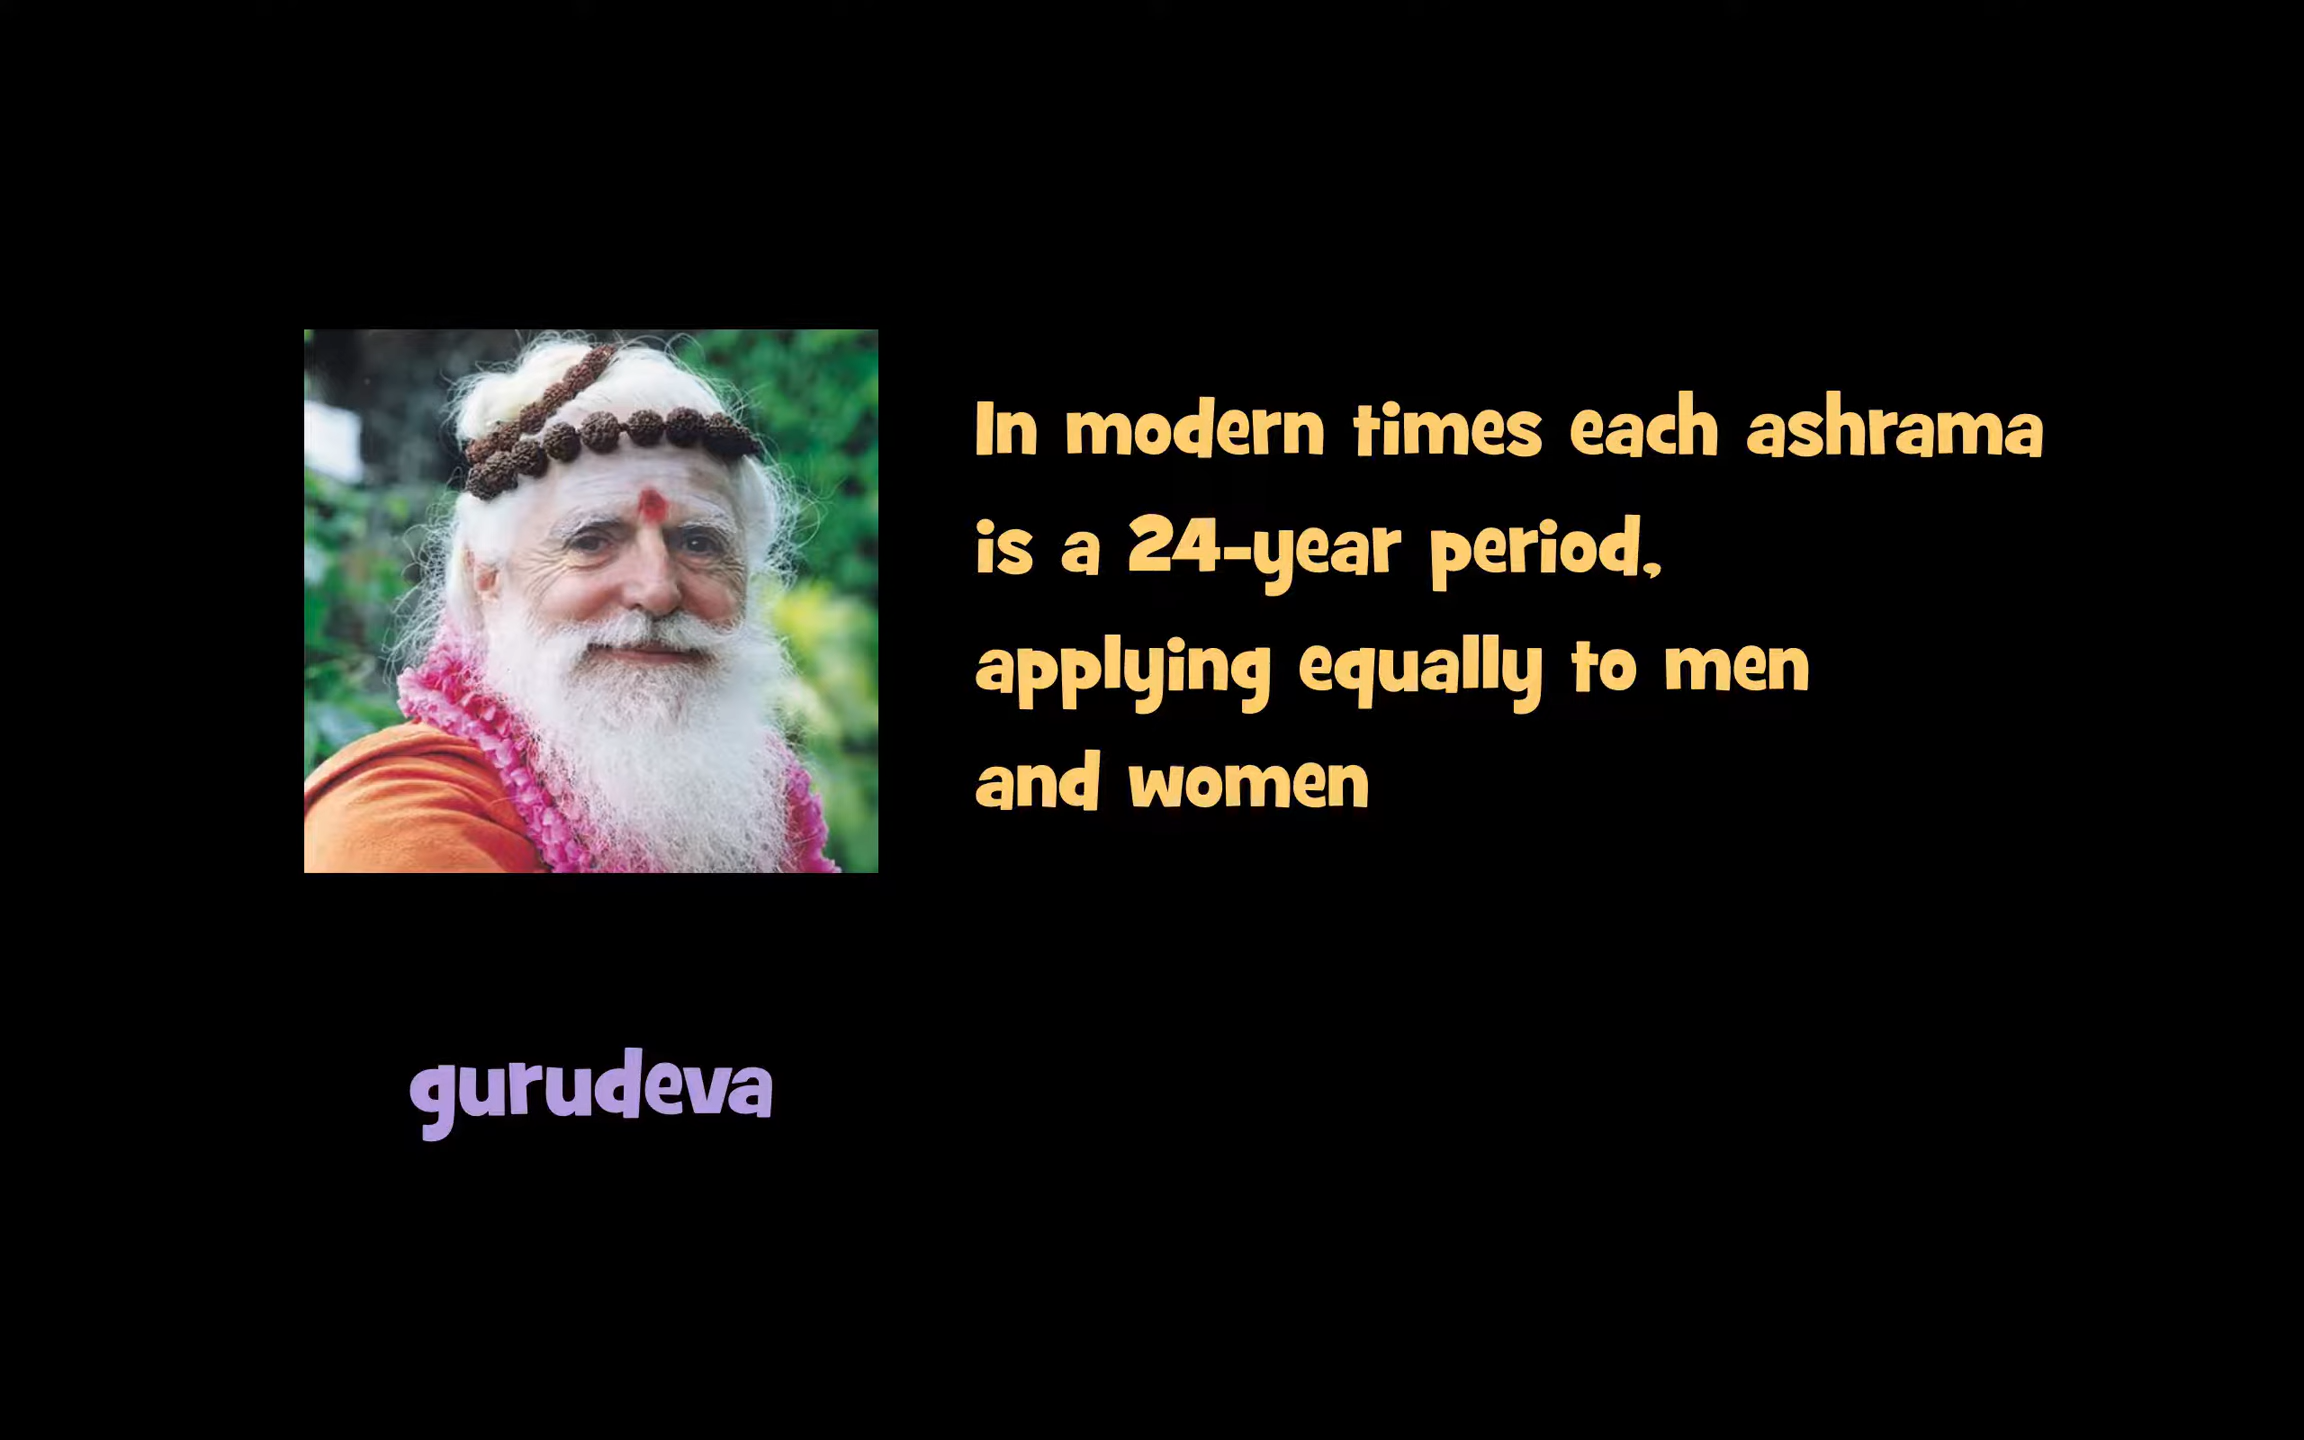 In modern times each ashrama
is a 24-year period,
applying equally to men
and women
gurudeva